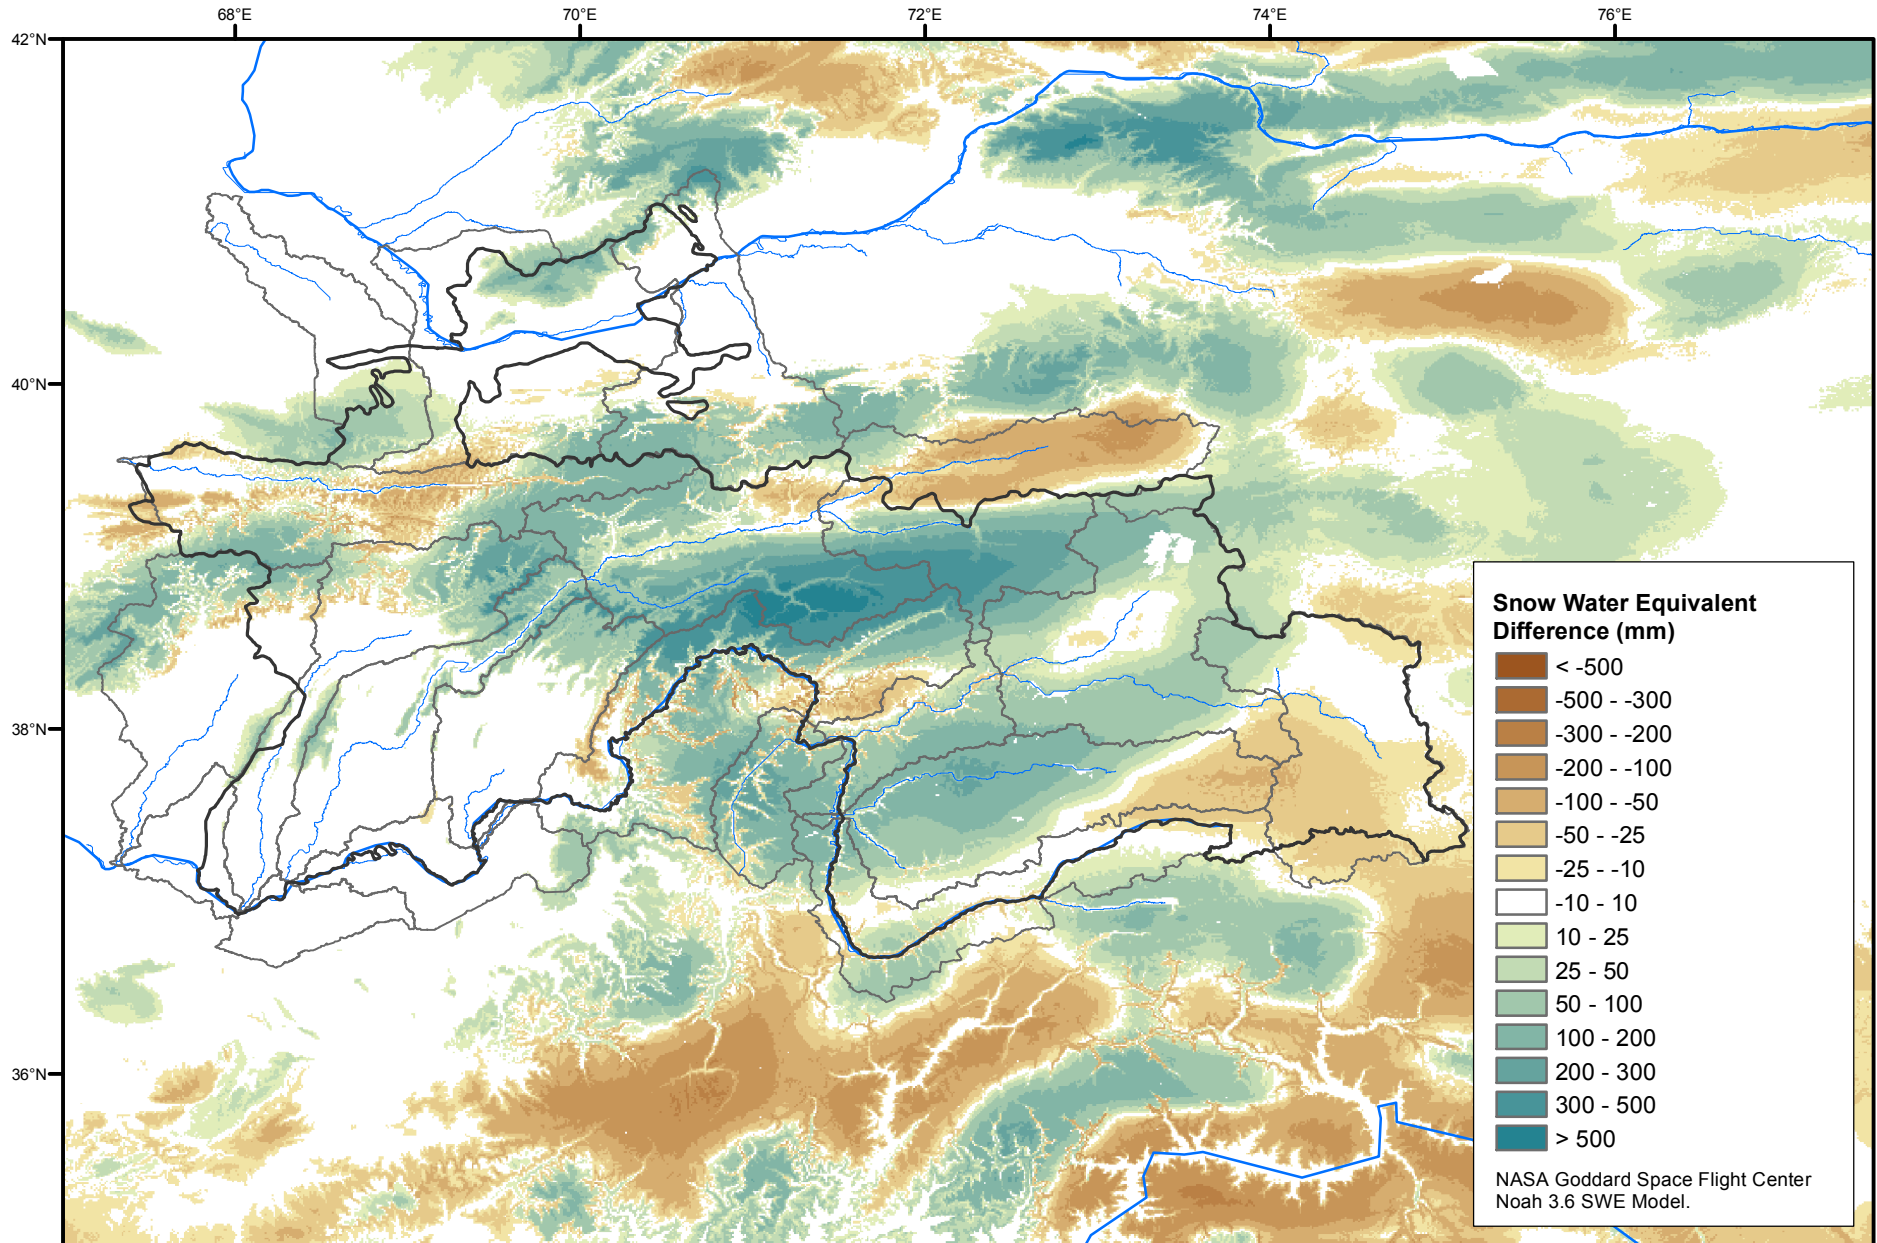 68°E 70°E 72°E 74°E 76°E
42°N
40°N
38°N
36°N
Snow Water Equivalent
Difference (mm)
< -500
-500 - -300
-300 - -200
-200 - -100
-100 - -50
-50 - -25
-25 - -10
-10 - 10
10 - 25
25 - 50
50 - 100
100 - 200
200 - 300
300 - 500
> 500
NASA Goddard Space Flight Center
Noah 3.6 SWE Model.